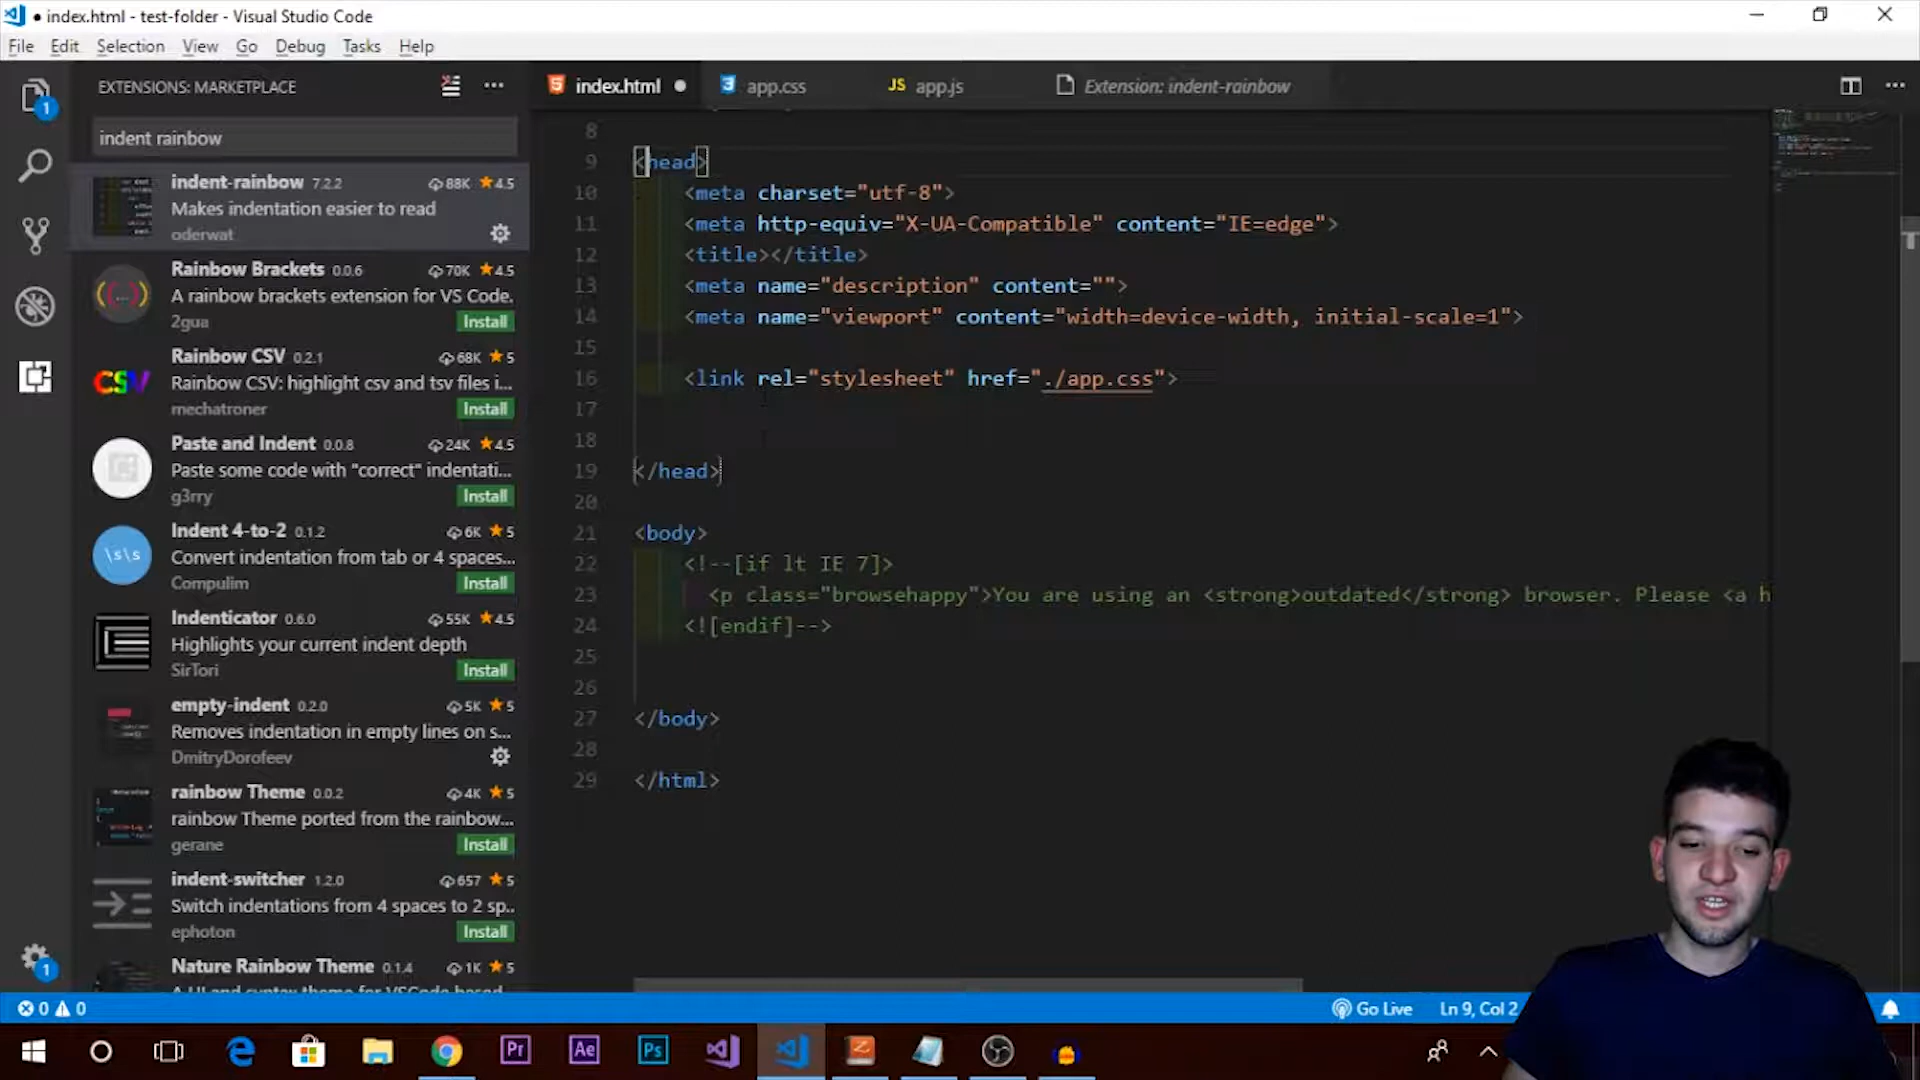 ● index.html - test-folder - Visual Studio Code
File Edit Selection View Go Debug Tasks Help
EXTENSIONS: MARKETPLACE
indent rainbow
indent-rainbow 7.2.2 88K 4.5
Makes indentation easier to read
oderwat
Rainbow Brackets 0.0.6 70K 4.5
A rainbow brackets extension for VS Code.
2gua Install
Rainbow CSV 0.2.1 68K 5
Rainbow CSV: highlight csv and tsv files i...
mechatroner Install
Paste and Indent 0.0.8 24K 4.5
Paste some code with "correct" indentati...
g3rry Install
Indent 4-to-2 0.1.2 6K 5
Convert indentation from tab or 4 spaces...
Compulim Install
Indenticator 0.6.0 55K 4.5
Highlights your current indent depth
SirTori Install
empty-indent 0.2.0 5K 5
Removes indentation in empty lines on s...
DmitryDorofeev
rainbow Theme 0.0.2 4K 5
rainbow Theme ported from the rainbow...
gerane Install
indent-switcher 1.2.0 657 5
Switch indentations from 4 spaces to 2 sp..
ephoton Install
Nature Rainbow Theme 0.1.4 1K 5
index.html ● app.css JS app.js Extension: indent-rainbow
8
9 <head>
10 <meta charset="utf-8">
11 <meta http-equiv="X-UA-Compatible" content="IE=edge">
12 <title></title>
13 <meta name="description" content="">
14 <meta name="viewport" content="width=device-width, initial-scale=1">
15
16 <link rel="stylesheet" href="./app.css">
17
18
19 </head>
20
21 <body>
22 <!--[if lt IE 7]>
23 <p class="browsehappy">You are using an <strong>outdated</strong> browser. Please <a h
24 <![endif]-->
25
26
27 </body>
28
29 </html>
1
CSV
\s\s
1
0 0 Go Live Ln 9, Col 2
Pr Ae Ps